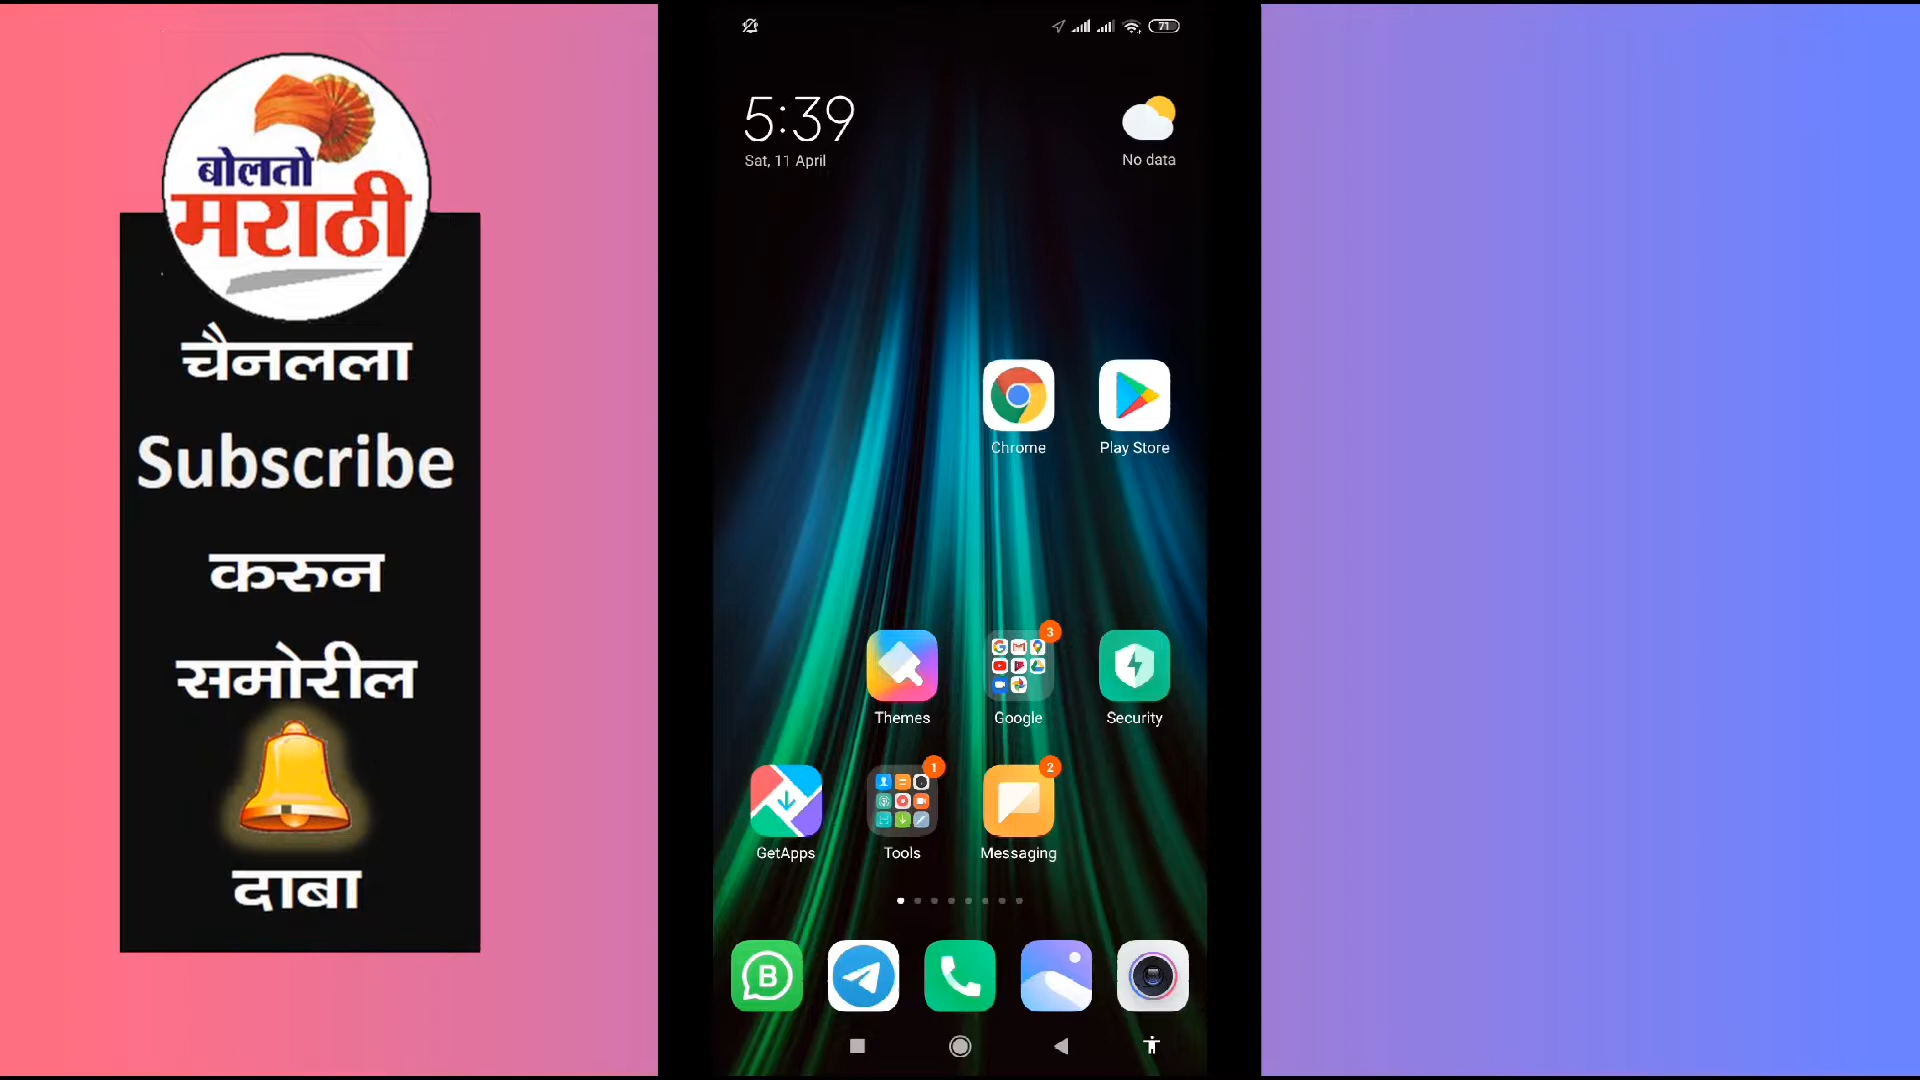 बोलतो
मराठी
चैनलला
Subscribe
करुन
समोरील
दाबा
71
5:39
Sat, 11 April
No data
Chrome
Play Store
3
Themes
Google
Security
1
2
GetApps
Tools
Messaging
B